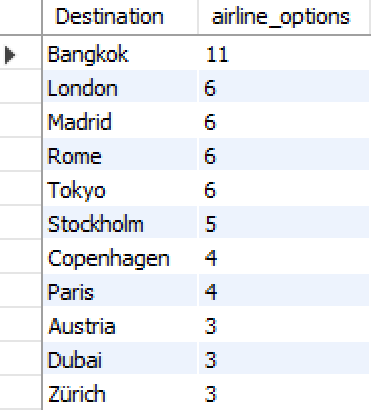 Destination airline_options
Bangkok 11
London 6
Madrid 6
Rome 6
Tokyo 6
Stockholm 5
Copenhagen 4
Paris 4
Austria 3
Dubai 3
Zürich 3